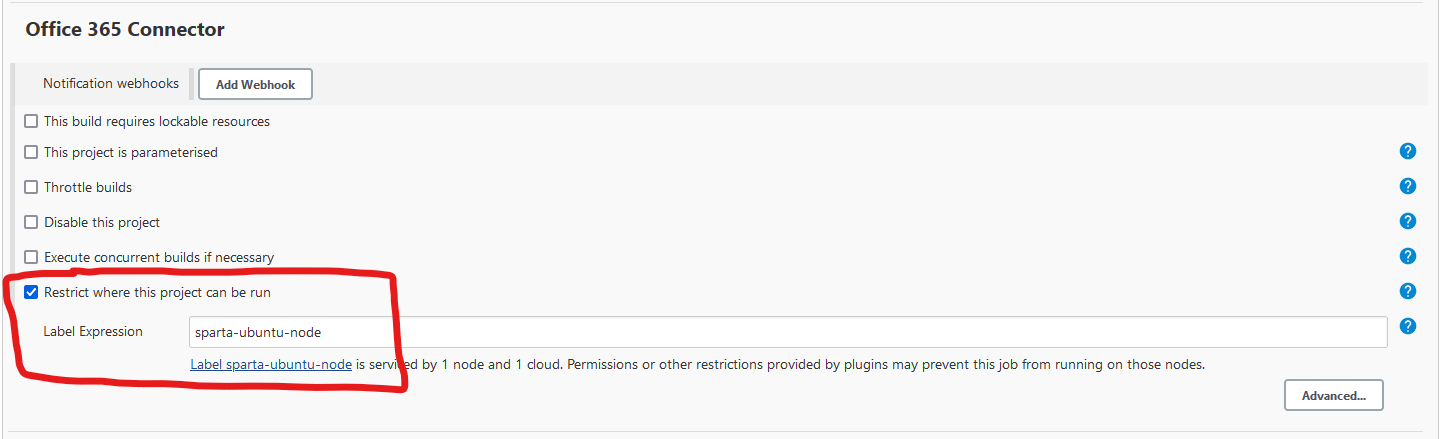 Office 365 Connector
Notification webhooks Add Webhook
This build requires lockable resources
This project is parameterised ?
Throttle builds ?
Disable this project ?
Execute concurrent builds if necessary ?
Restrict where this project can be run ?
Label Expression sparta-ubuntu-node ?
Label sparta-ubuntu-node is serviced by 1 node and 1 cloud. Permissions or other restrictions provided by plugins may prevent this job from running on those nodes.
Advanced...